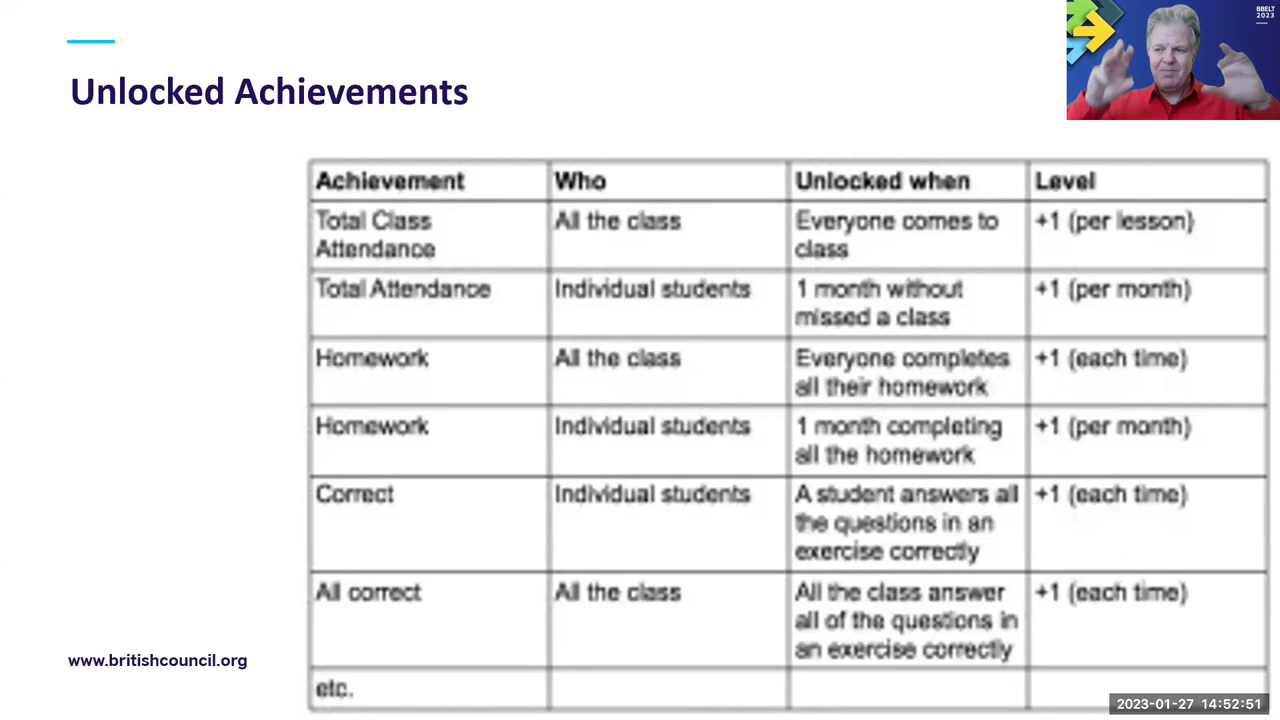 BBELT
2023
Unlocked Achievements
Achievement Who Unlocked when Level
Total Class All the class Everyone comes to +1 (per lesson)
Attendance class
Total Attendance Individual students 1 month without +1 (per month)
missed a class
Homework All the class Everyone completes +1 (each time)
all their homework
Homework Individual students 1 month completing +1 (per month)
all the homework
Correct Individual students A student answers all +1 (each time)
the questions in an
exercise correctly
All correct All the class All the class answer +1 (each time)
all of the questions in
an exercise correctly
etc.
www.britishcouncil.org
2023-01-27 14:52:51